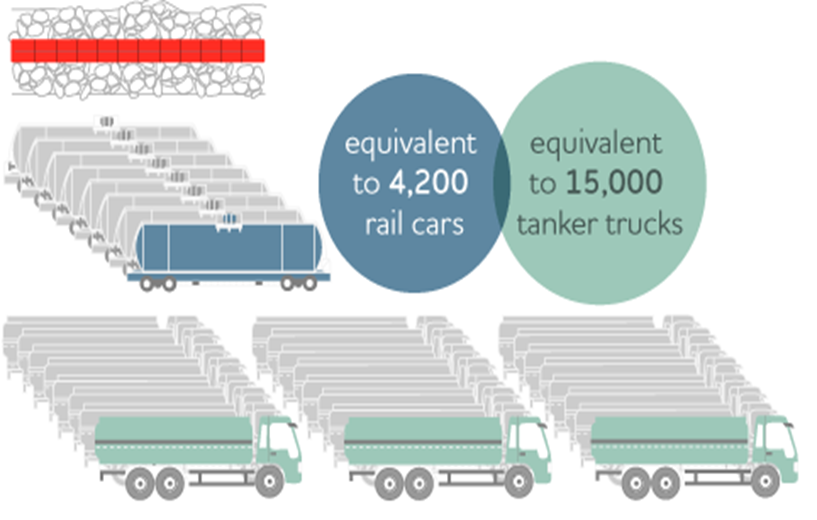 equivalent
to 4,200
rail cars
equivalent
to 15,000
tanker trucks